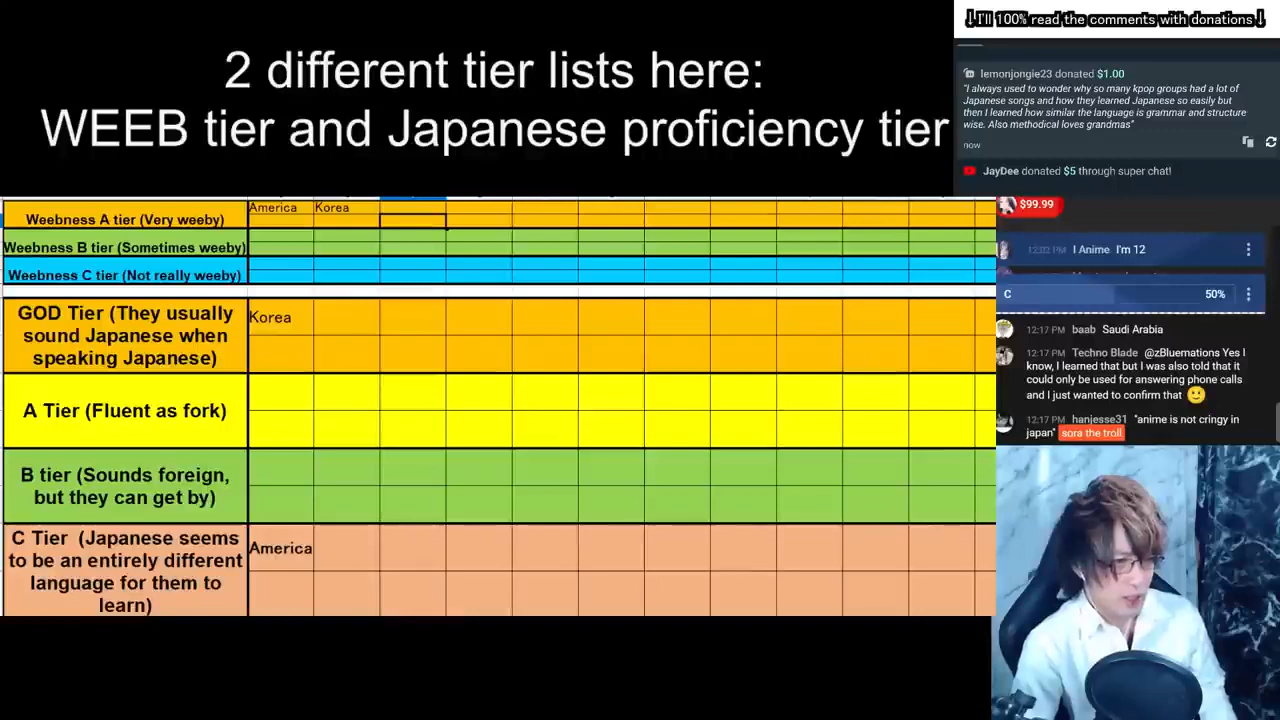 2 different tier lists here:
WEEB tier and Japanese proficiency tier
↓I'll 100% read the comments with donations↓
lemonjongie23 donated $1.00
"I always used to wonder why so many kpop groups had a lot of
Japanese songs and how they learned Japanese so easily but
then I learned how similar the language is grammar and structure
wise. Also methodical loves grandmas"
now
JayDee donated $5 through super chat!
$99.99
12:02 PM I Anime I'm 12
C 50%
12:17 PM baab Saudi Arabia
12:17 PM Techno Blade @zBluemations Yes I
know, I learned that but I was also told that it
could only be used for answering phone calls
and I just wanted to confirm that
12:17 PM hanjesse31 "anime is not cringy in
japan" sora the troll
Weebness A tier (Very weeby) America Korea
Weebness B tier (Sometimes weeby)
Weebness C tier (Not really weeby)
GOD Tier (They usually
sound Japanese when
speaking Japanese)
Korea
A Tier (Fluent as fork)
B tier (Sounds foreign,
but they can get by)
C Tier (Japanese seems
to be an entirely different
language for them to
learn)
America